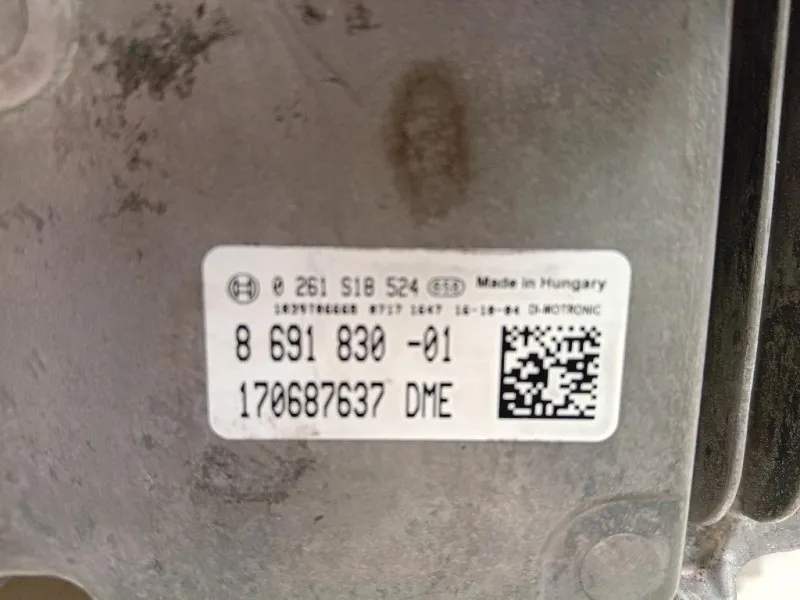 0 261 S18 524 Made in Hungary
1039706668 0717 1647 16-10-04 DI-MOTRONIC
8 691 830 -01
170687637 DME